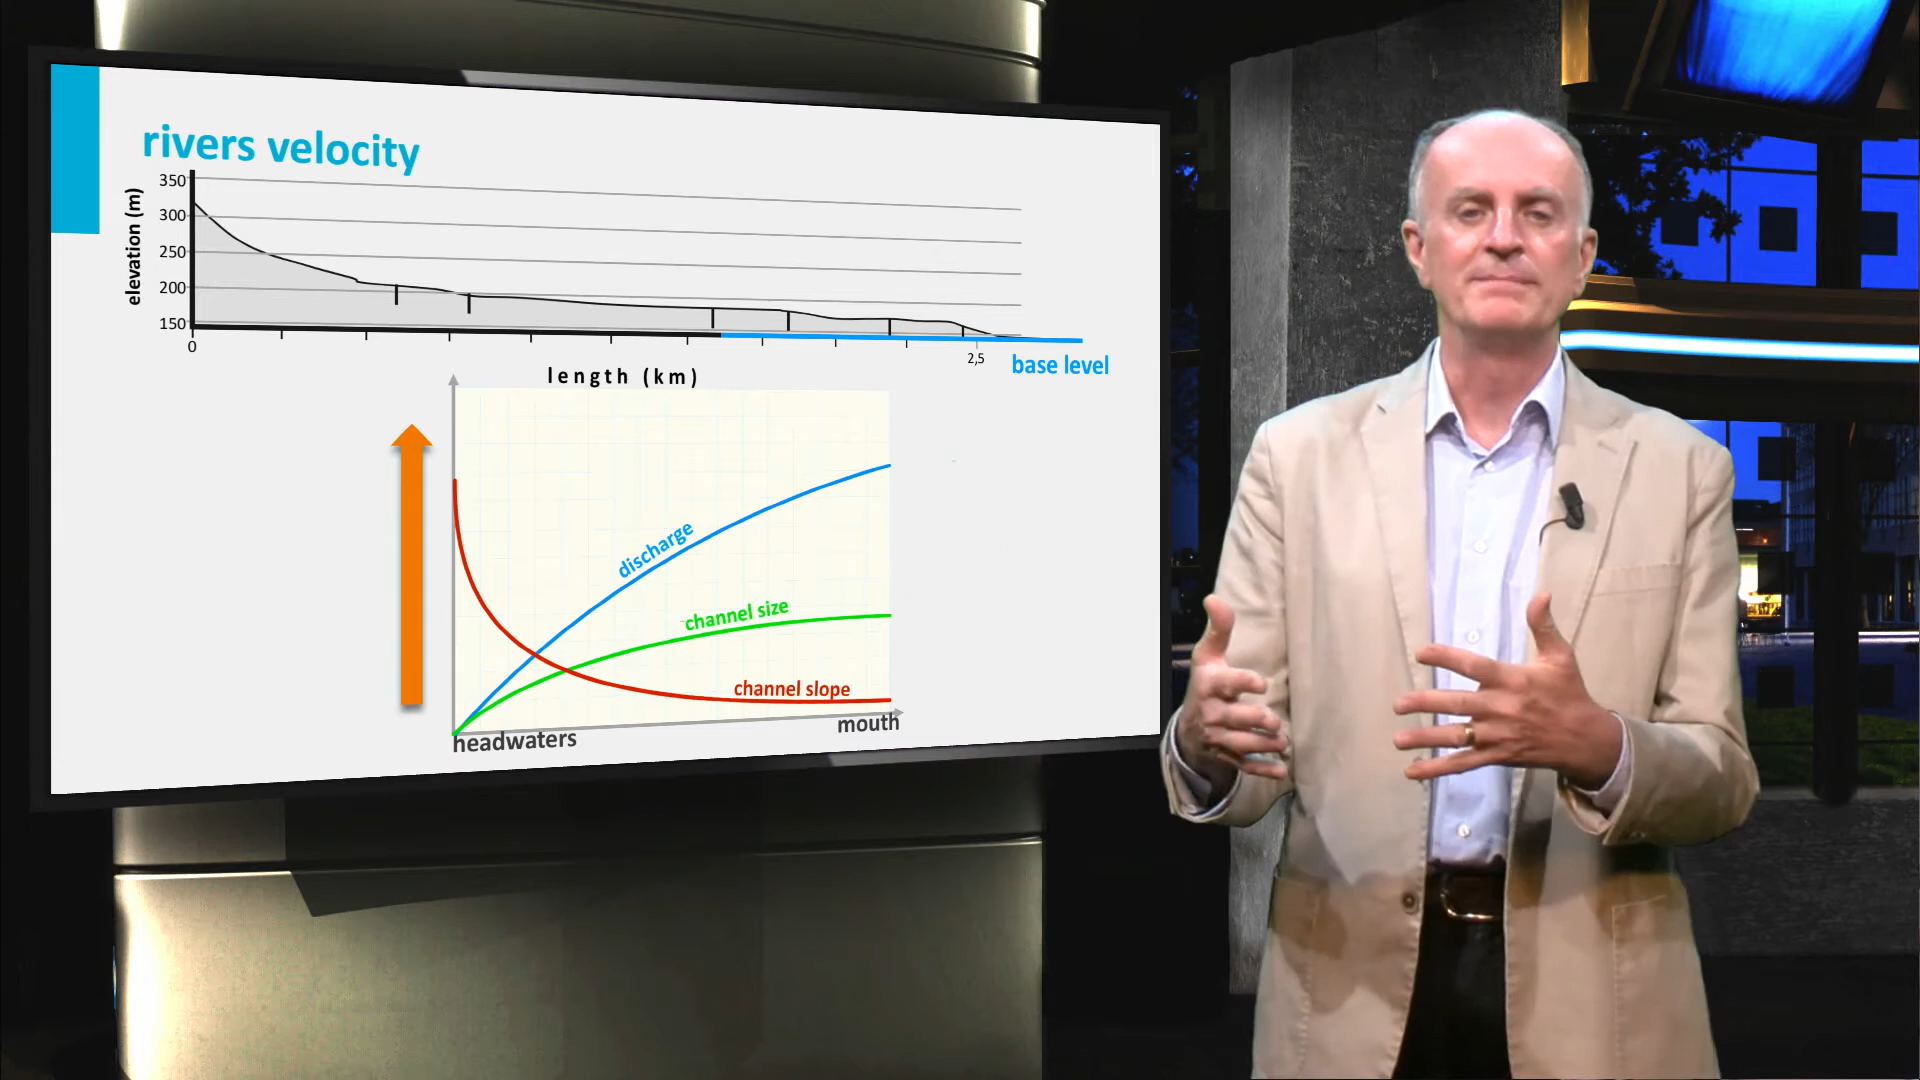 rivers velocity
elevation (m)
350
300
250
200
150
0
2,5
base level
length (km)
discharge
channel size
channel slope
headwaters
mouth